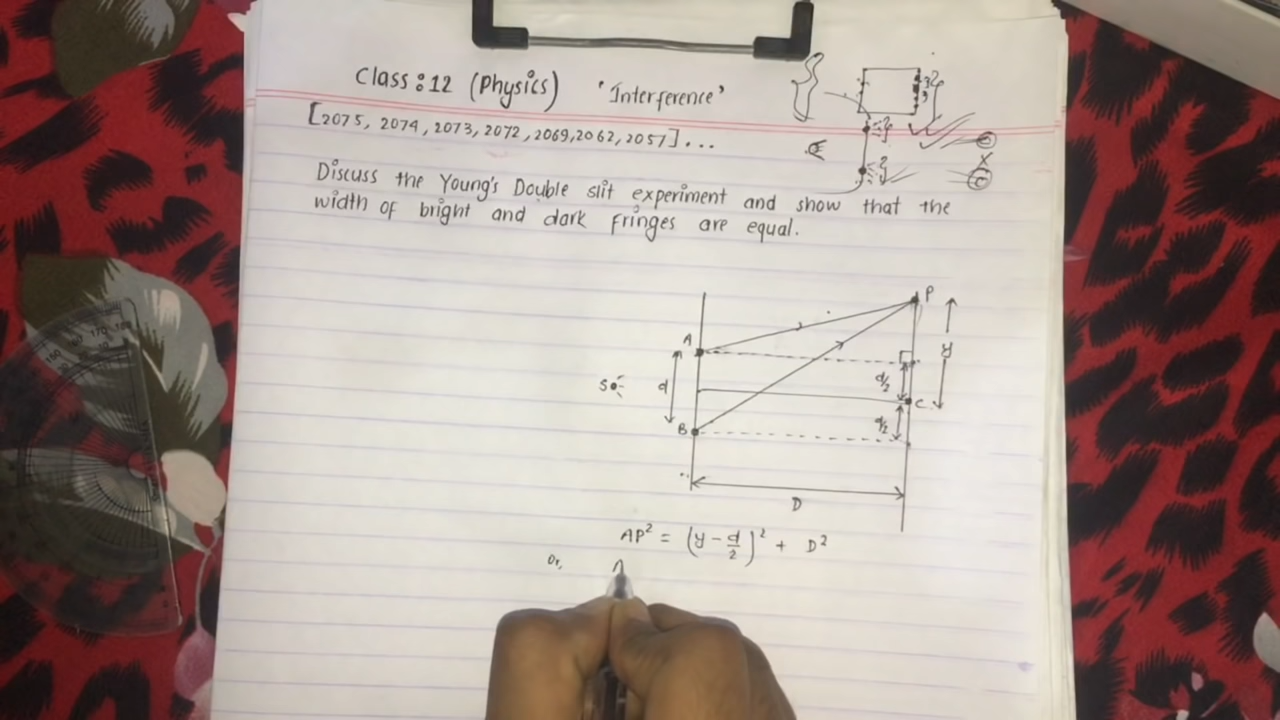 Class:12 (Physics) 'Interference'
[2075, 2074, 2073, 2072, 2069, 2062, 2057] ...
Discuss the Young's Double slit experiment and show that the
width of bright and dark fringes are equal.
P
A
y
S
d
d/2
C
B
d/2
D
AP² = (y - d/2)² + D²
Or, A